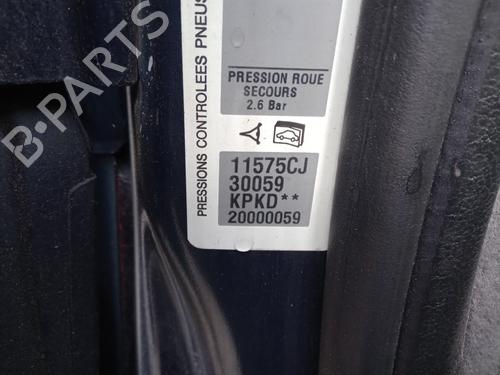 PRESSIONS CONTROLEES PNEUS
PRESSION ROUE
SECOURS
2.6 Bar
11575CJ
30059
KPKD**
20000059
B-PARTS